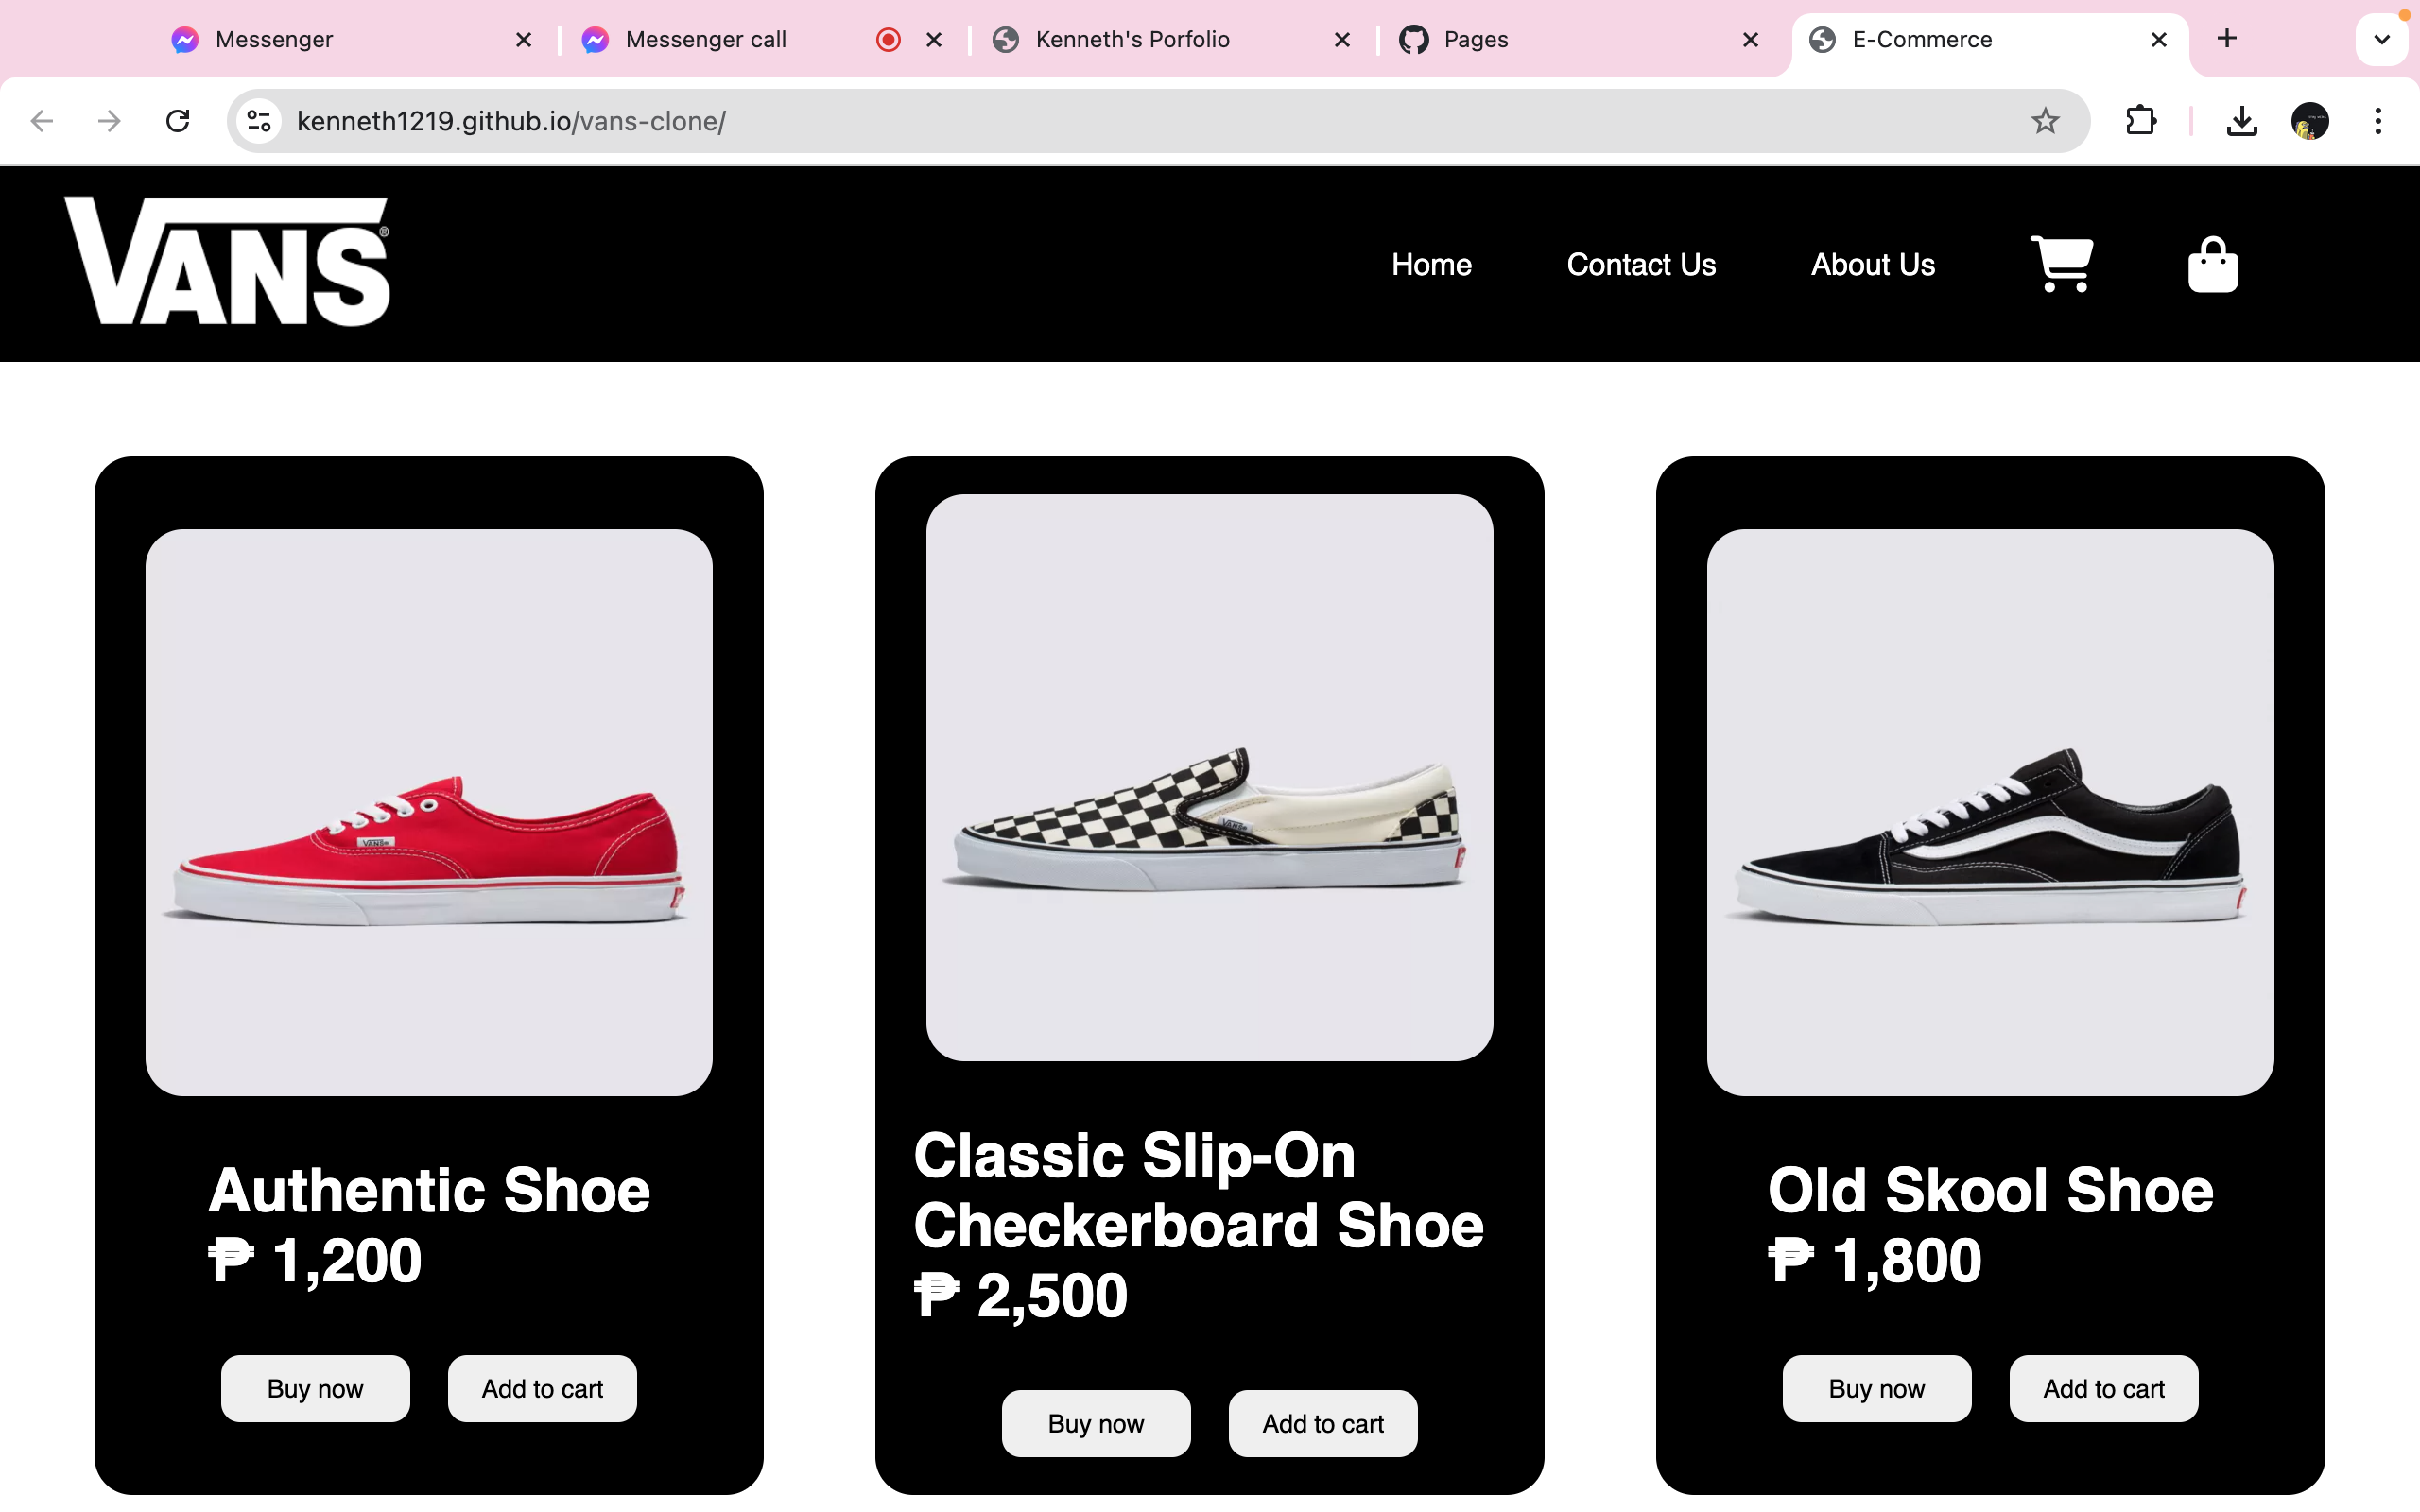 Messenger
Messenger call
Kenneth's Porfolio
Pages
E-Commerce
kenneth1219.github.io/vans-clone/
VANS®
Home
Contact Us
About Us
VANS
VANS
Authentic Shoe
₱ 1,200
Buy now
Add to cart
Classic Slip-On
Checkerboard Shoe
₱ 2,500
Buy now
Add to cart
Old Skool Shoe
₱ 1,800
Buy now
Add to cart